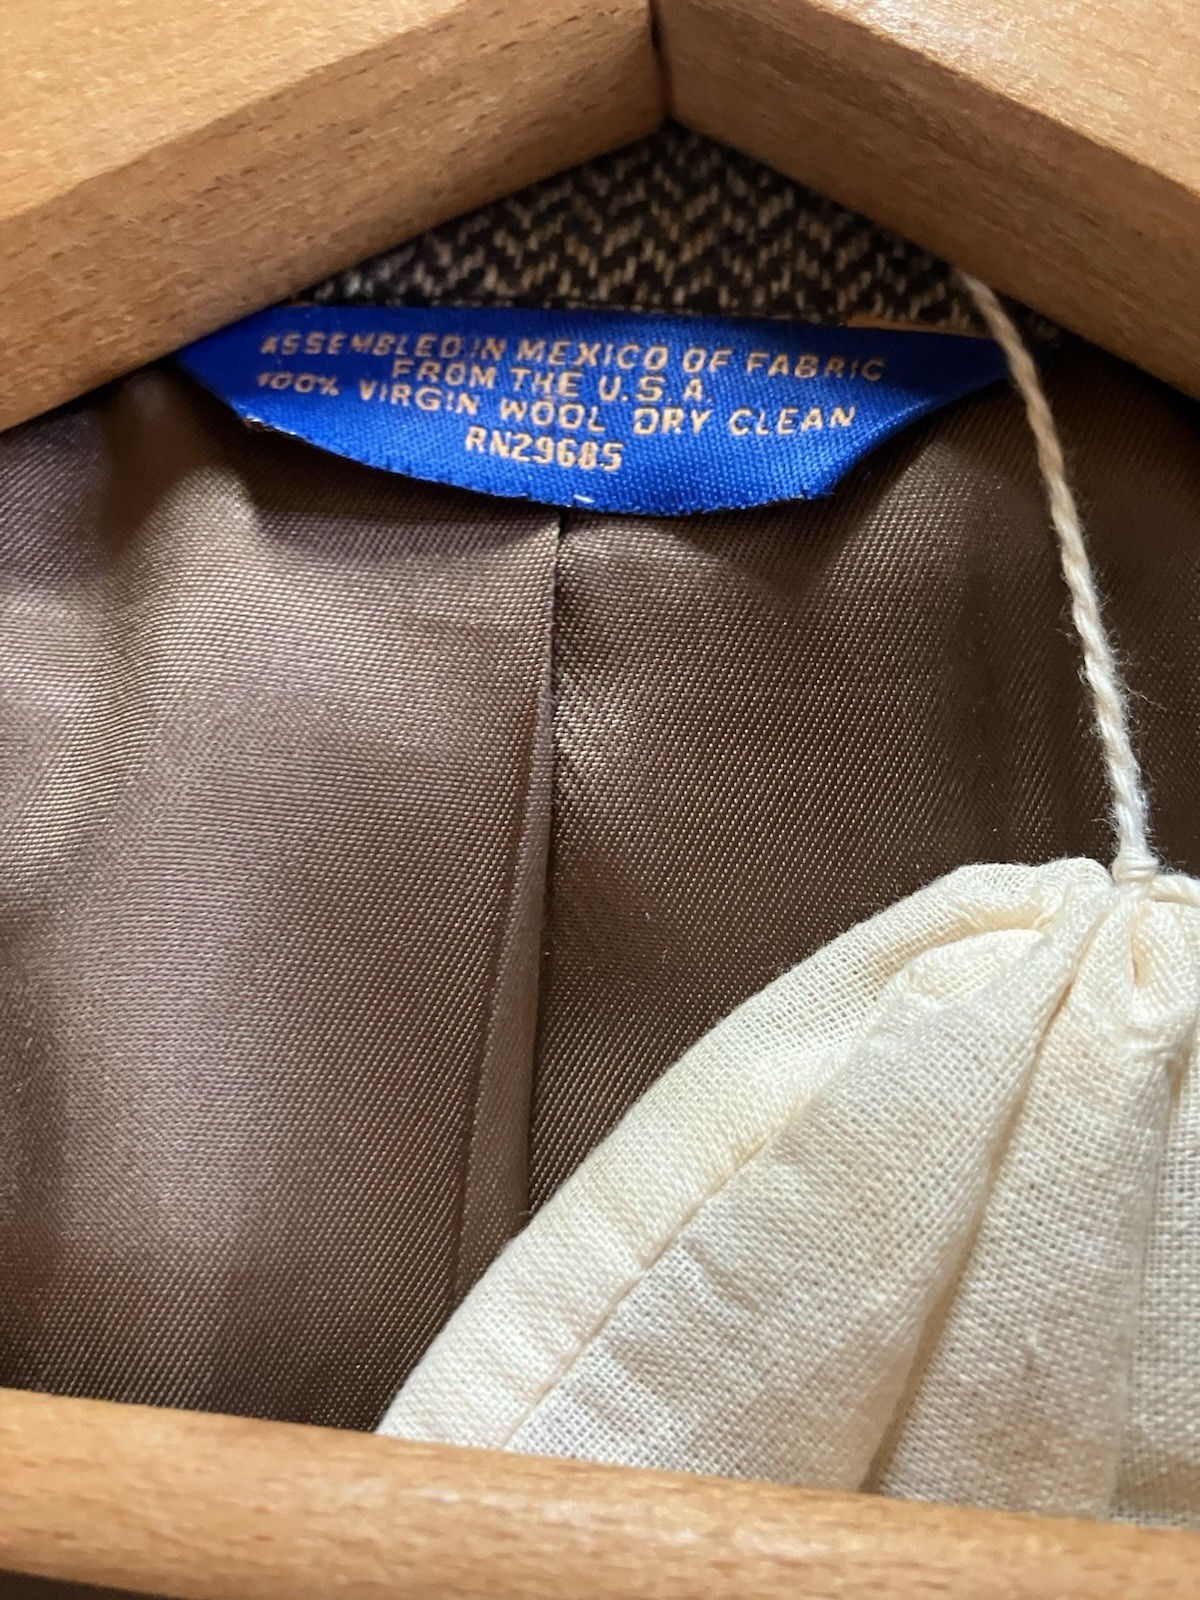 ASSEMBLED IN MEXICO OF FABRIC
FROM THE U.S.A.
100% VIRGIN WOOL DRY CLEAN
RN29685